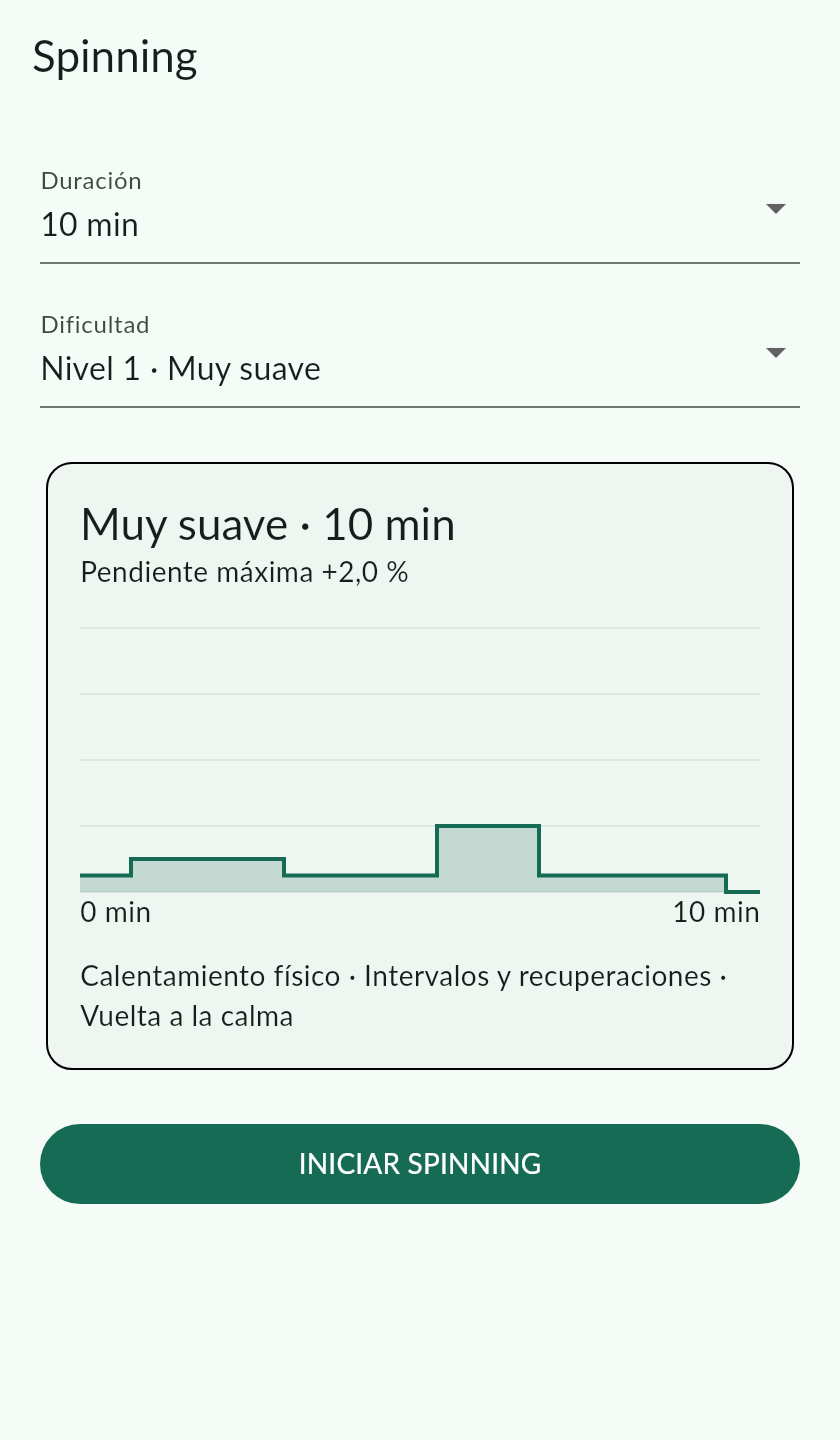 Spinning
Duración
10 min
Dificultad
Nivel 1 · Muy suave
Muy suave · 10 min
Pendiente máxima +2,0 %
0 min
10 min
Calentamiento físico · Intervalos y recuperaciones ·
Vuelta a la calma
INICIAR SPINNING